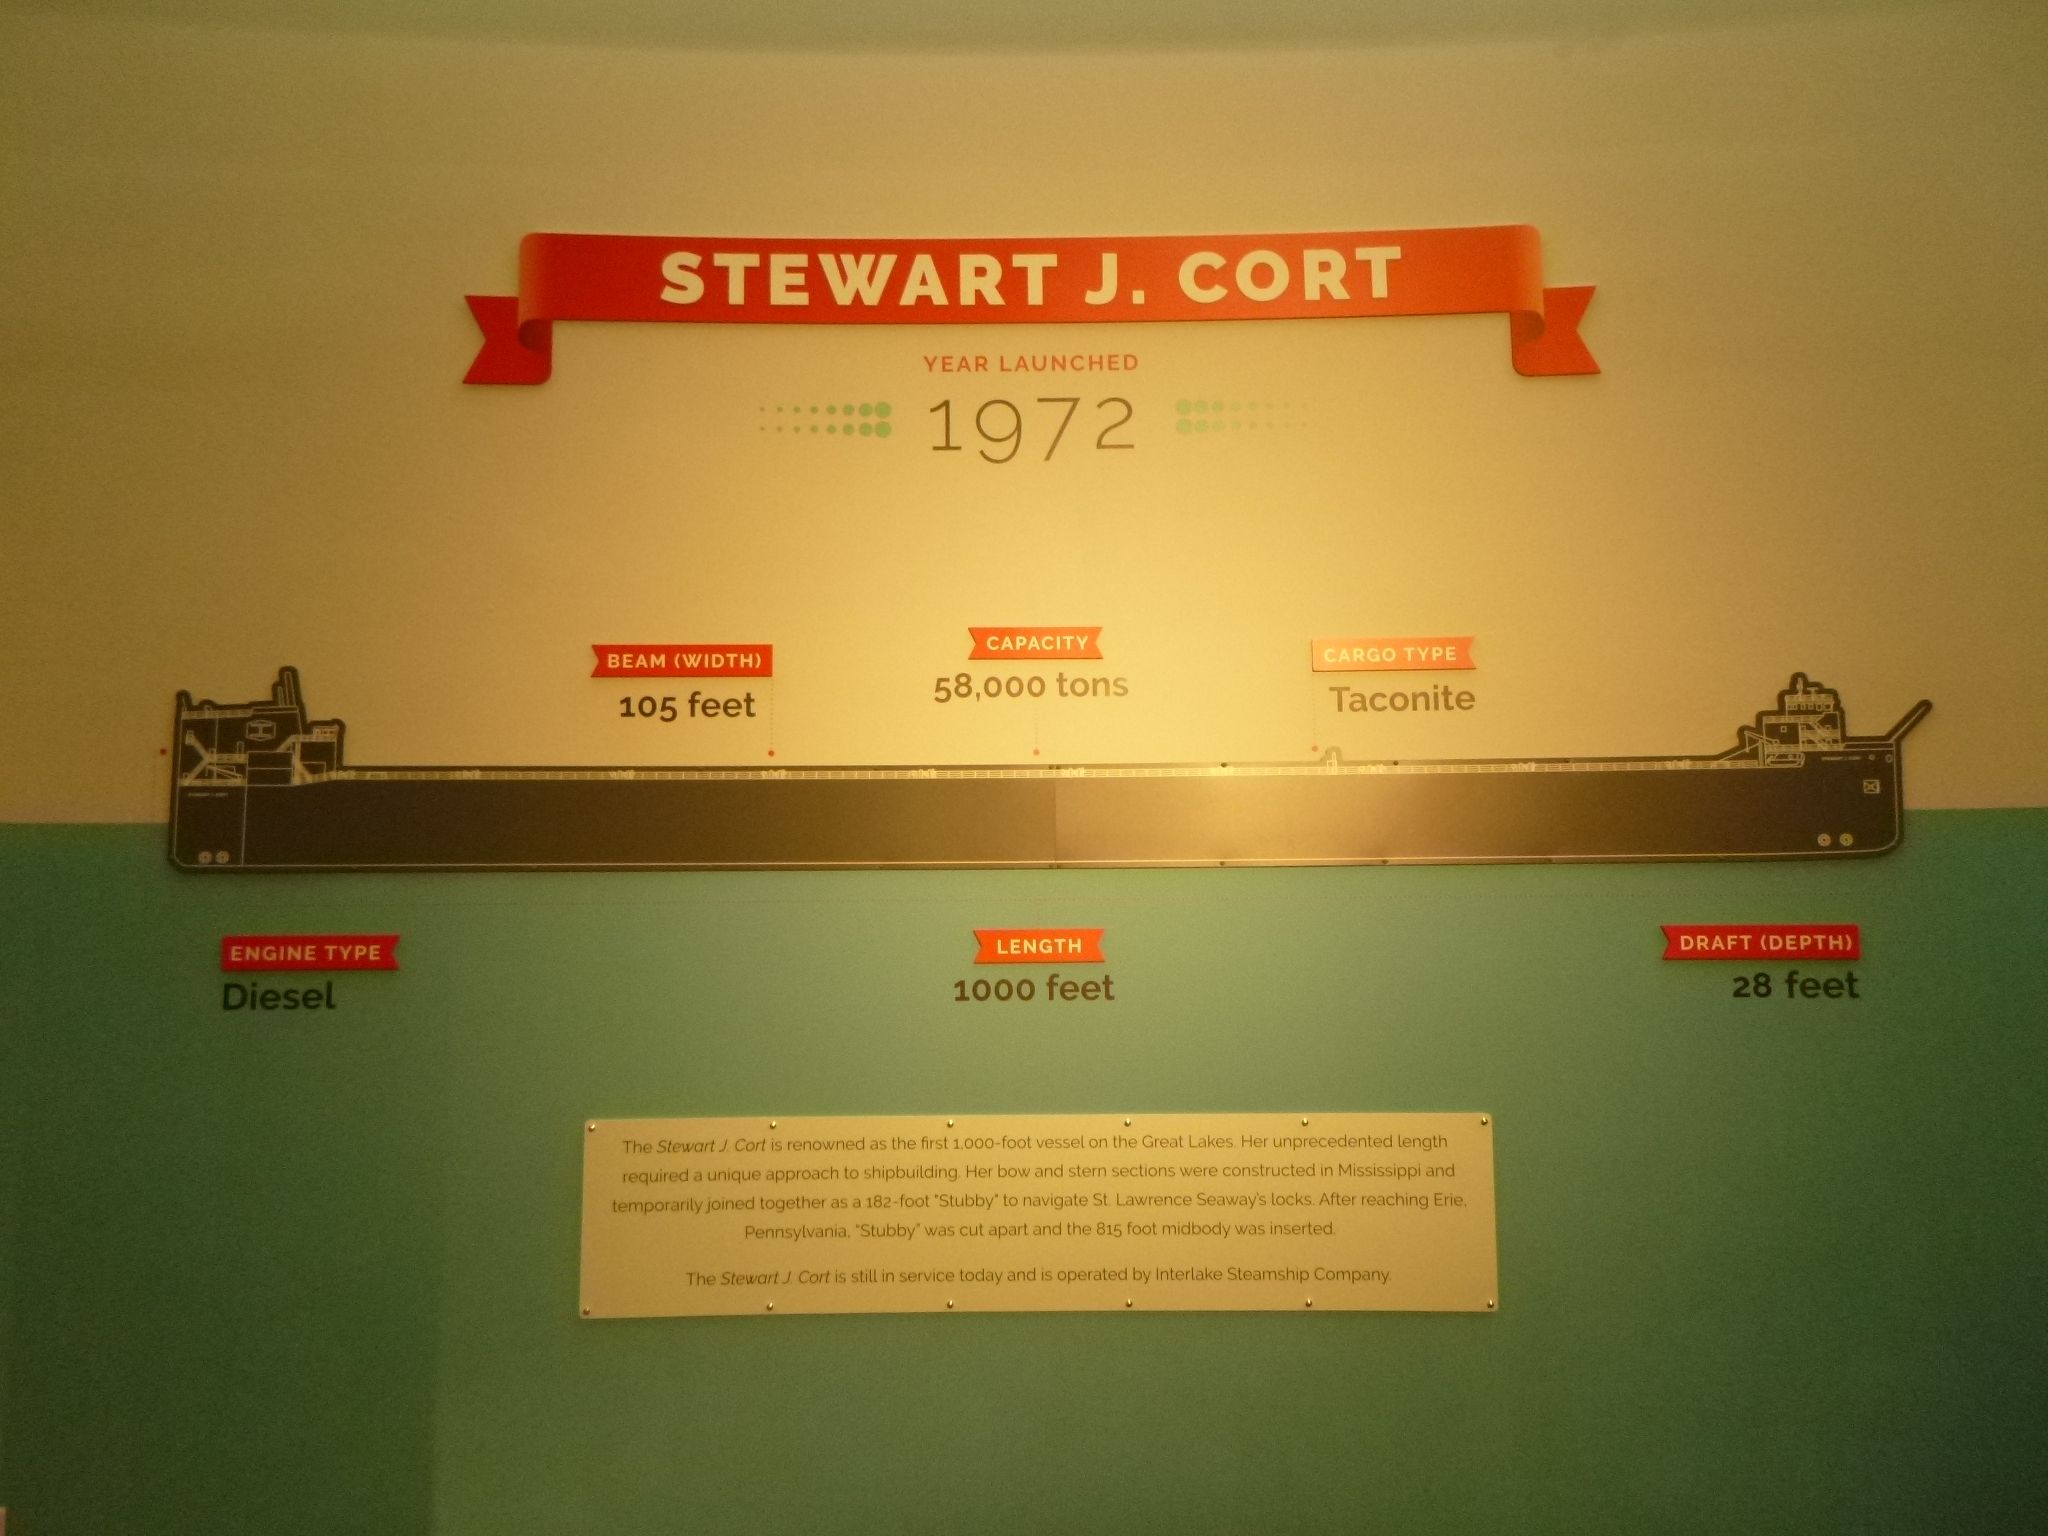 STEWART J. CORT
YEAR LAUNCHED
1972
BEAM (WIDTH)
105 feet
CAPACITY
58,000 tons
CARGO TYPE
Taconite
STEWART J. CORT
STEWART J. CORT
ENGINE TYPE
Diesel
LENGTH
1000 feet
DRAFT (DEPTH)
28 feet
The Stewart J. Cort is renowned as the first 1,000-foot vessel on the Great Lakes. Her unprecedented length
required a unique approach to shipbuilding. Her bow and stern sections were constructed in Mississippi and
temporarily joined together as a 182-foot "Stubby" to navigate St. Lawrence Seaway's locks. After reaching Erie,
Pennsylvania, "Stubby" was cut apart and the 815 foot midbody was inserted.
The Stewart J. Cort is still in service today and is operated by Interlake Steamship Company.